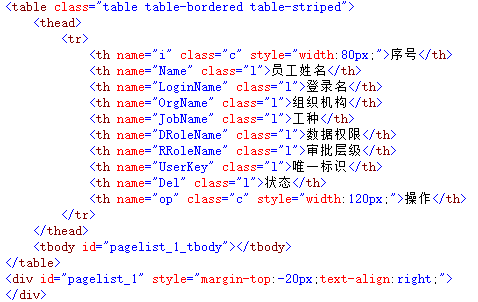 <table class="table table-bordered table-striped">
<thead>
<tr>
<th name="i" class="c" style="width:80px;">序号</th>
<th name="Name" class="l">员工姓名</th>
<th name="LoginName" class="l">登录名</th>
<th name="OrgName" class="l">组织机构</th>
<th name="JobName" class="l">工种</th>
<th name="DRoleName" class="l">数据权限</th>
<th name="RRoleName" class="l">审批层级</th>
<th name="UserKey" class="l">唯一标识</th>
<th name="Del" class="l">状态</th>
<th name="op" class="c" style="width:120px;">操作</th>
</tr>
</thead>
<tbody id="pagelist_1_tbody"></tbody>
</table>
<div id="pagelist_1" style="margin-top:-20px;text-align:right;">
</div>